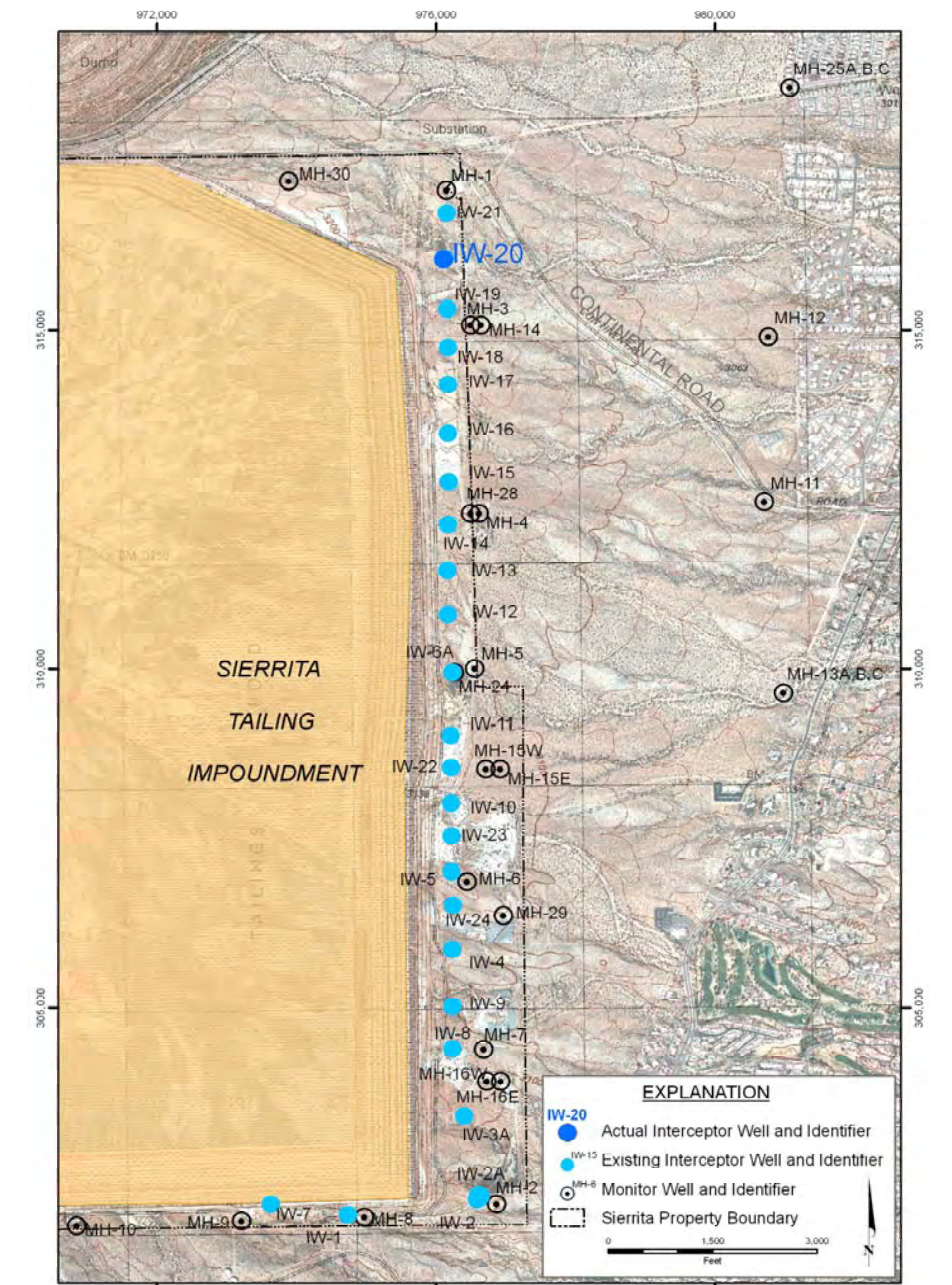 972,000
976,000
980,000
Dump
MH-25A,B,C
Substation
MH-30
MH-1
IW-21
IW-20
IW-19
MH-3
MH-14
CONTINENTAL ROAD
MH-12
315,000
315,000
IW-18
3062
IW-17
IW-16
IW-15
MH-28
MH-11
MH-4
IW-14
IW-13
IW-12
IW-6A
MH-5
310,000
310,000
SIERRITA
MH-24
MH-13A,B,C
TAILING
IW-11
MH-15W
IMPOUNDMENT
IW-22
MH-15E
BM
IW-10
IW-23
IW-5
MH-6
IW-24
MH-29
IW-4
305,000
305,000
IW-9
IW-8
MH-7
MH-16W
MH-16E
IW-3A
IW-2A
MH-2
IW-7
MH-10
MH-9
MH-8
IW-1
IW-2
EXPLANATION
IW-20
Actual Interceptor Well and Identifier
IW-15 Existing Interceptor Well and Identifier
MH-6 Monitor Well and Identifier
Sierrita Property Boundary
0 1,500 3,000
Feet
N